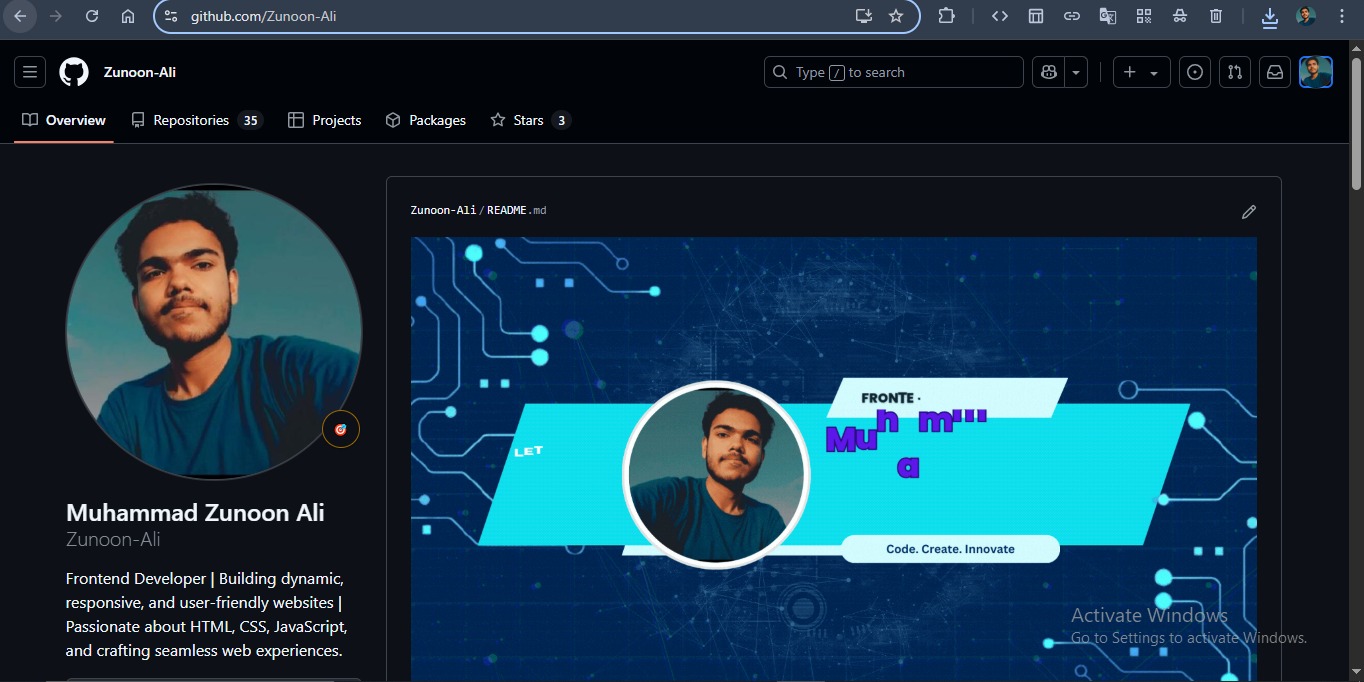 github.com/Zunoon-Ali
Zunoon-Ali
Type / to search
Overview
Repositories 35
Projects
Packages
Stars 3
Zunoon-Ali/README.md
FRONTE
Muh m
a
LET
Code. Create. Innovate
Muhammad Zunoon Ali
Zunoon-Ali
Frontend Developer | Building dynamic,
responsive, and user-friendly websites |
Passionate about HTML, CSS, JavaScript,
and crafting seamless web experiences.
Activate Windows
Go to Settings to activate Windows.